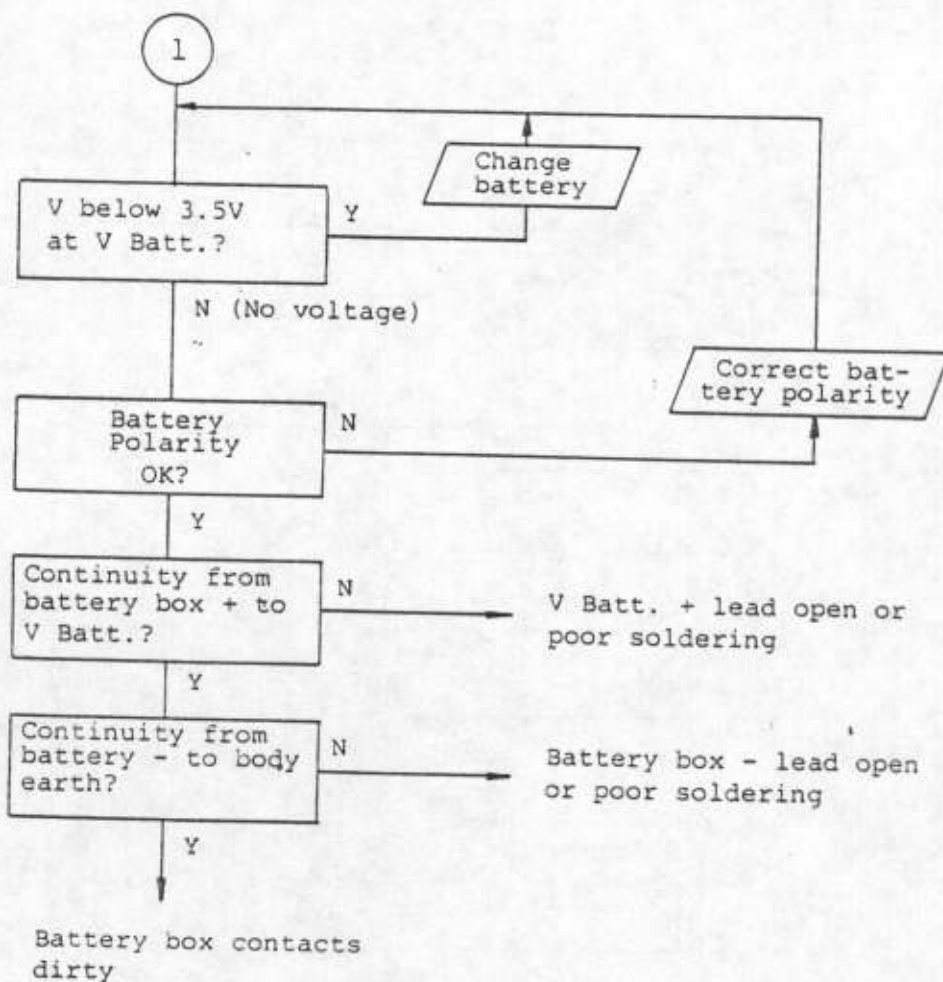 1
Change
battery
V below 3.5V
at V Batt.?
Y
N (No voltage)
Correct bat-
tery polarity
Battery
Polarity
OK?
N
Y
Continuity from
battery box + to
V Batt.?
N
V Batt. + lead open or
poor soldering
Y
Continuity from
battery - to body
earth?
N
Battery box - lead open
or poor soldering
Y
Battery box contacts
dirty